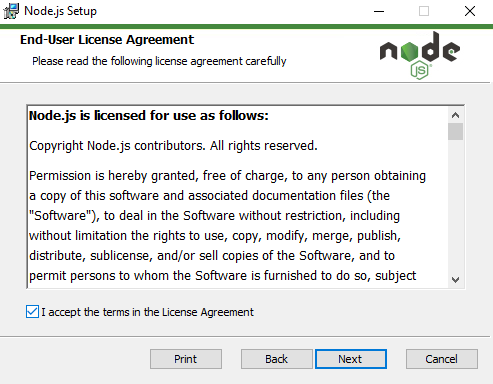 Node.js Setup
End-User License Agreement
Please read the following license agreement carefully
node
JS
Node.js is licensed for use as follows:
Copyright Node.js contributors. All rights reserved.
Permission is hereby granted, free of charge, to any person obtaining
a copy of this software and associated documentation files (the
"Software"), to deal in the Software without restriction, including
without limitation the rights to use, copy, modify, merge, publish,
distribute, sublicense, and/or sell copies of the Software, and to
permit persons to whom the Software is furnished to do so, subject
I accept the terms in the License Agreement
Print
Back
Next
Cancel